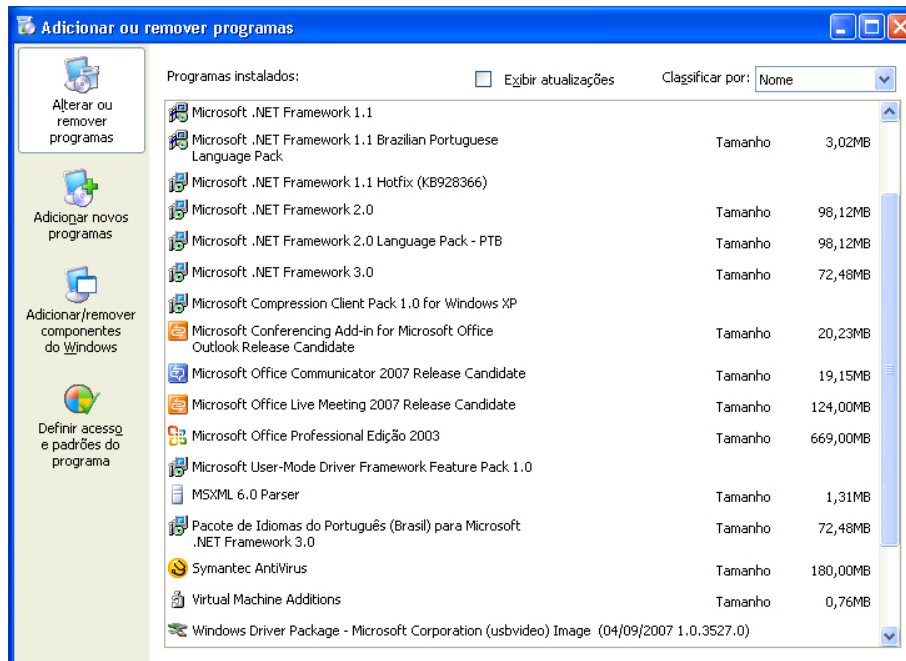 Adicionar ou remover programas
Alterar ou
remover
programas
Adicionar novos
programas
Adicionar/remover
componentes
do Windows
Definir acesso
e padrões do
programa
Programas instalados:
Exibir atualizações
Classificar por:
Nome
Microsoft .NET Framework 1.1
Microsoft .NET Framework 1.1 Brazilian Portuguese
Language Pack
Tamanho 3,02MB
Microsoft .NET Framework 1.1 Hotfix (KB928366)
Microsoft .NET Framework 2.0 Tamanho 98,12MB
Microsoft .NET Framework 2.0 Language Pack - PTB Tamanho 98,12MB
Microsoft .NET Framework 3.0 Tamanho 72,48MB
Microsoft Compression Client Pack 1.0 for Windows XP
Microsoft Conferencing Add-in for Microsoft Office
Outlook Release Candidate
Tamanho 20,23MB
Microsoft Office Communicator 2007 Release Candidate Tamanho 19,15MB
Microsoft Office Live Meeting 2007 Release Candidate Tamanho 124,00MB
Microsoft Office Professional Edição 2003 Tamanho 669,00MB
Microsoft User-Mode Driver Framework Feature Pack 1.0
MSXML 6.0 Parser Tamanho 1,31MB
Pacote de Idiomas do Português (Brasil) para Microsoft
.NET Framework 3.0
Tamanho 72,48MB
Symantec AntiVirus Tamanho 180,00MB
Virtual Machine Additions Tamanho 0,76MB
Windows Driver Package - Microsoft Corporation (usbvideo) Image (04/09/2007 1.0.3527.0)